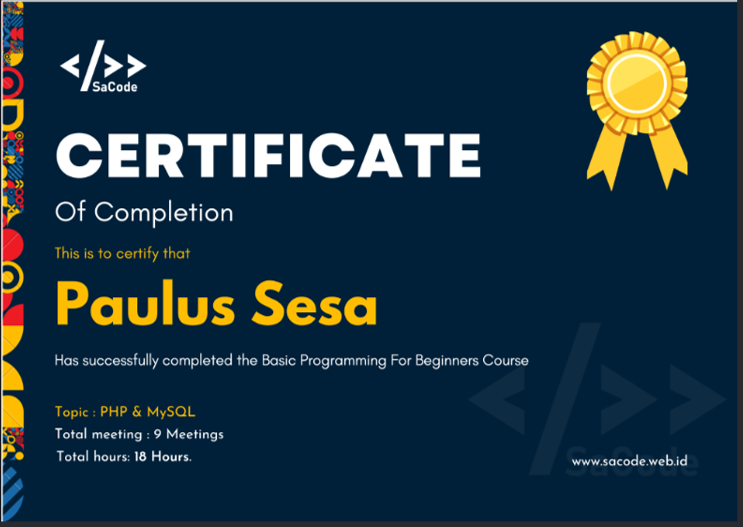 </>>
SaCode
CERTIFICATE
Of Completion
This is to certify that
Paulus Sesa
Has successfully completed the Basic Programming For Beginners Course
Topic : PHP & MySQL
Total meeting : 9 Meetings
Total hours: 18 Hours.
SaCode
www.sacode.web.id